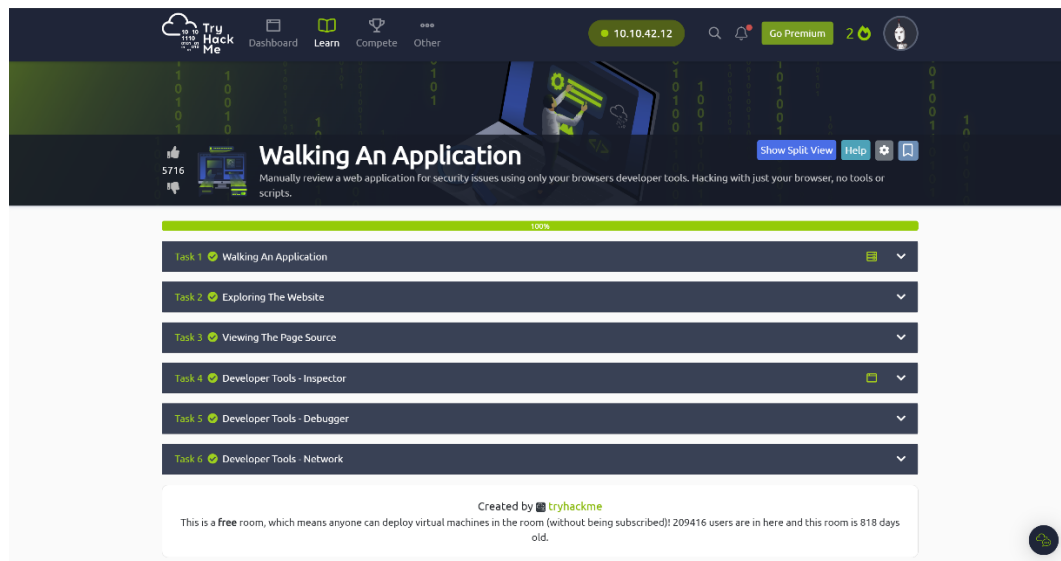 Try
Hack
Me
Dashboard
Learn
Compete
Other
10.10.42.12
Go Premium
2
Walking An Application
Show Split View
Help
5716
Manually review a web application for security issues using only your browsers developer tools. Hacking with just your browser, no tools or
scripts.
100%
Task 1 Walking An Application
Task 2 Exploring The Website
Task 3 Viewing The Page Source
Task 4 Developer Tools - Inspector
Task 5 Developer Tools - Debugger
Task 6 Developer Tools - Network
Created by tryhackme
This is a free room, which means anyone can deploy virtual machines in the room (without being subscribed)! 209416 users are in here and this room is 818 days
old.